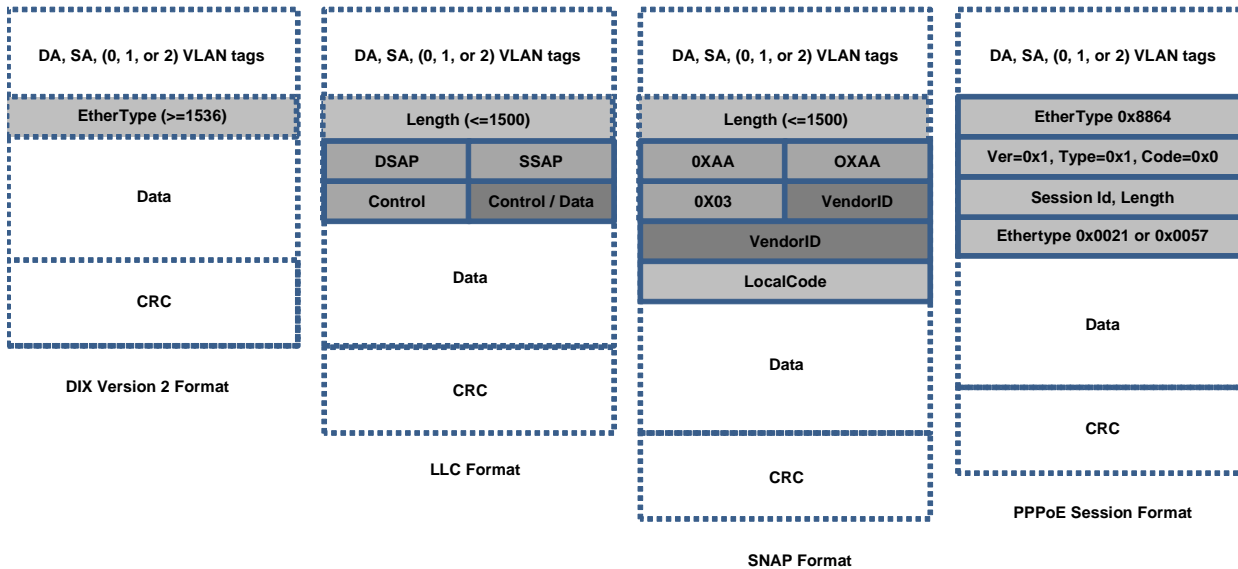 DA, SA, (0, 1, or 2) VLAN tags
EtherType (>=1536)
Data
CRC
DIX Version 2 Format
DA, SA, (0, 1, or 2) VLAN tags
Length (<=1500)
DSAP
SSAP
Control
Control / Data
Data
CRC
LLC Format
DA, SA, (0, 1, or 2) VLAN tags
Length (<=1500)
0XAA
OXAA
0X03
VendorID
VendorID
LocalCode
Data
CRC
SNAP Format
DA, SA, (0, 1, or 2) VLAN tags
EtherType 0x8864
Ver=0x1, Type=0x1, Code=0x0
Session Id, Length
Ethertype 0x0021 or 0x0057
Data
CRC
PPPoE Session Format